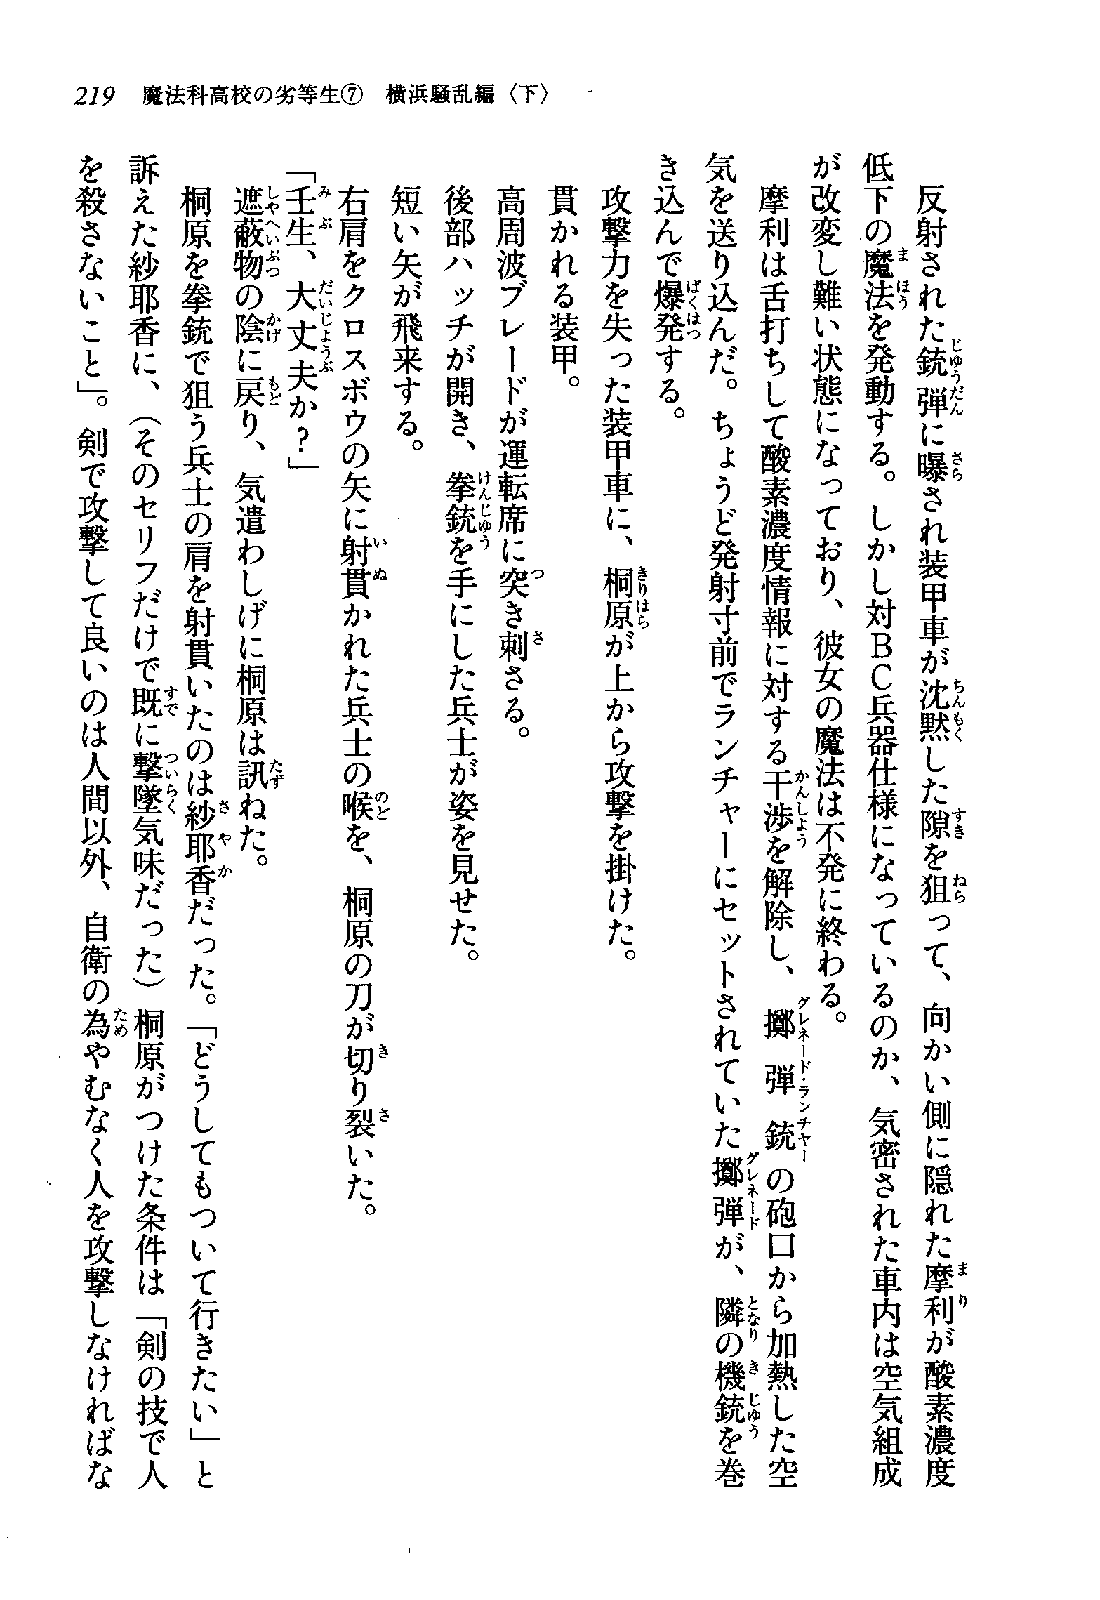 219 魔法科高校の劣等生⑦ 横浜騒乱編〈下〉
反射された銃弾に曝され装甲車が沈黙した隙を狙って、向かい側に隠れた摩利が酸素濃度
低下の魔法を発動する。しかし対ＢＣ兵器仕様になっているのか、気密された車内は空気組成
が改変し難い状態になっており、彼女の魔法は不発に終わる。
摩利は舌打ちして酸素濃度情報に対する干渉を解除し、擲弾銃の砲口から加熱した空
気を送り込んだ。ちょうど発射寸前でランチャーにセットされていた擲弾が、隣の機銃を巻
き込んで爆発する。
攻撃力を失った装甲車に、桐原が上から攻撃を掛けた。
貫かれる装甲。
高周波ブレードが運転席に突き刺さる。
後部ハッチが開き、拳銃を手にした兵士が姿を見せた。
短い矢が飛来する。
右肩をクロスボウの矢に射貫かれた兵士の喉を、桐原の刀が切り裂いた。
「壬生、大丈夫か？」
遮蔽物の陰に戻り、気遣わしげに桐原は訊ねた。
桐原を拳銃で狙う兵士の肩を射貫いたのは紗耶香だった。「どうしてもついて行きたい」と
訴えた紗耶香に、（そのセリフだけで既に撃墜気味だった）桐原がつけた条件は「剣の技で人
を殺さないこと」。剣で攻撃して良いのは人間以外、自衛の為やむなく人を攻撃しなければな